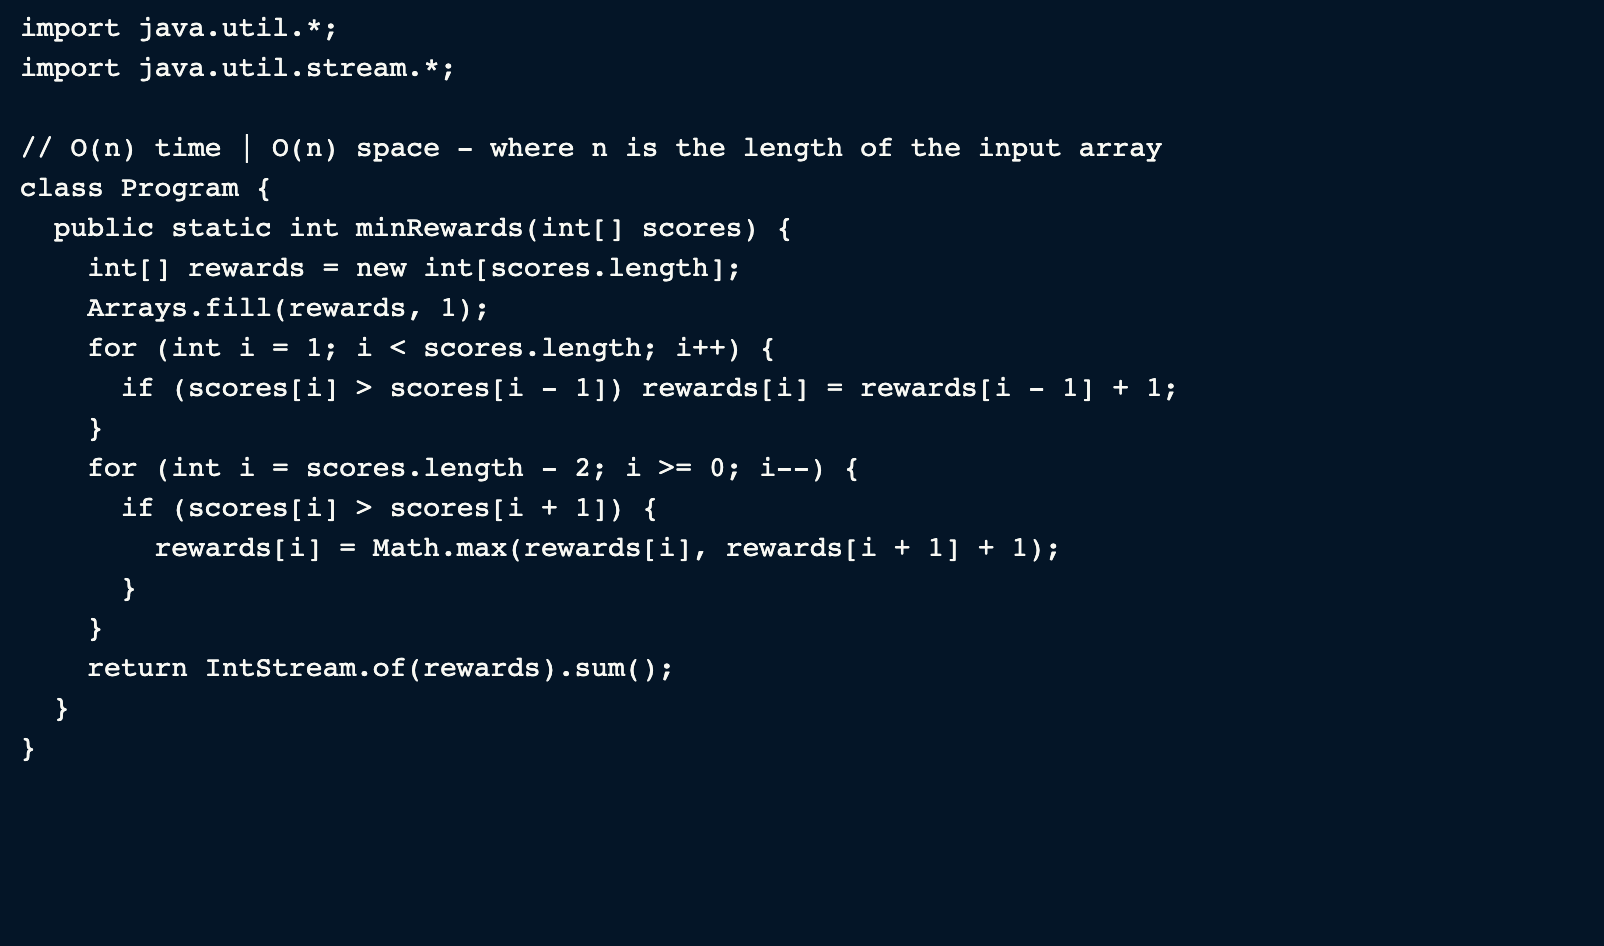 import java.util.*;
import java.util.stream.*;

// O(n) time | O(n) space – where n is the length of the input array
class Program {
  public static int minRewards(int[] scores) {
    int[] rewards = new int[scores.length];
    Arrays.fill(rewards, 1);
    for (int i = 1; i < scores.length; i++) {
      if (scores[i] > scores[i - 1]) rewards[i] = rewards[i - 1] + 1;
    }
    for (int i = scores.length - 2; i >= 0; i--) {
      if (scores[i] > scores[i + 1]) {
        rewards[i] = Math.max(rewards[i], rewards[i + 1] + 1);
      }
    }
    return IntStream.of(rewards).sum();
  }
}